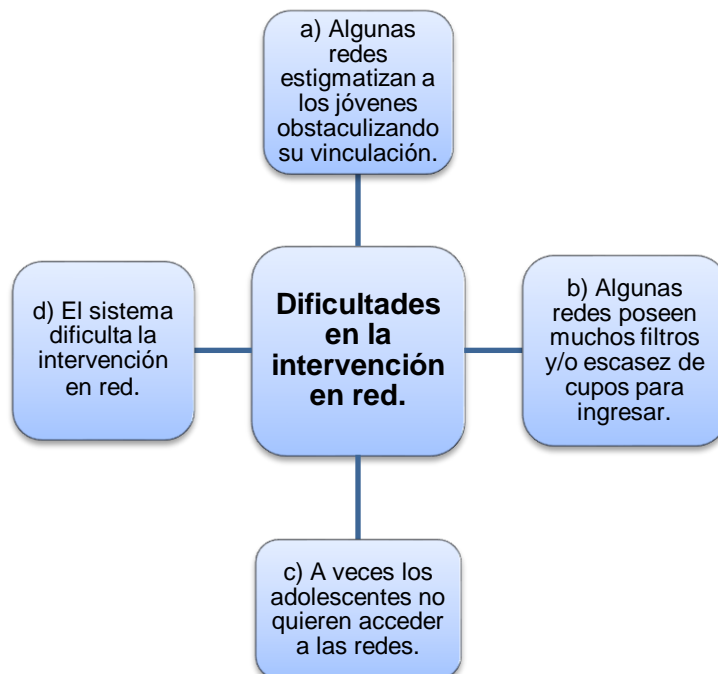 a) Algunas
redes
estigmatizan a
los jóvenes
obstaculizando
su vinculación.
Dificultades
en la
intervención
en red.
b) Algunas
redes poseen
muchos filtros
y/o escasez de
cupos para
ingresar.
c) A veces los
adolescentes no
quieren acceder
a las redes.
d) El sistema
dificulta la
intervención
en red.